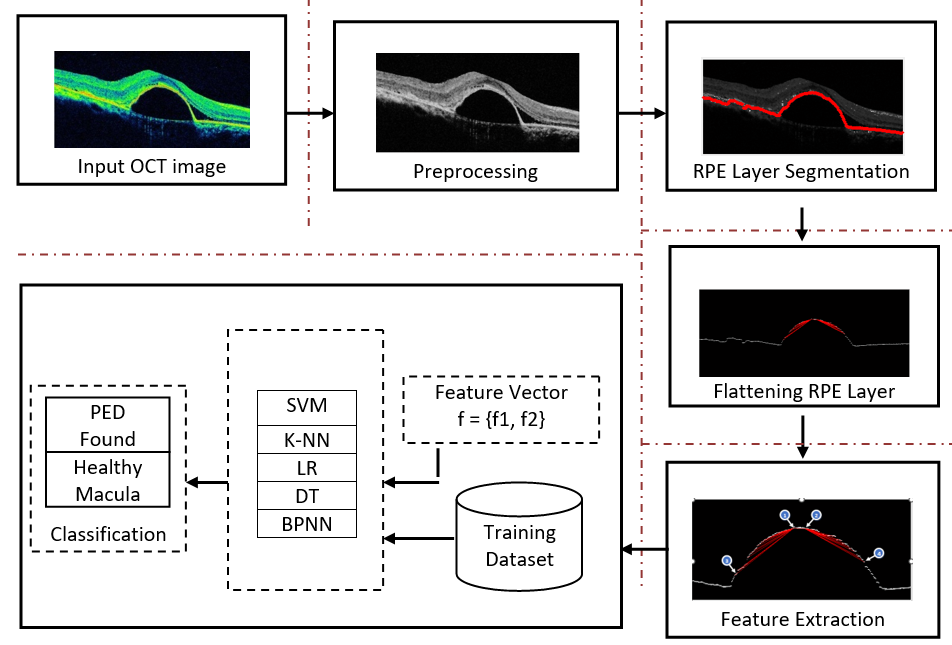 Input OCT image
Preprocessing
RPE Layer Segmentation
Flattening RPE Layer
Feature Extraction
Feature Vector
f = {f1, f2}
Training
Dataset
SVM
K-NN
LR
DT
BPNN
PED
Found
Healthy
Macula
Classification